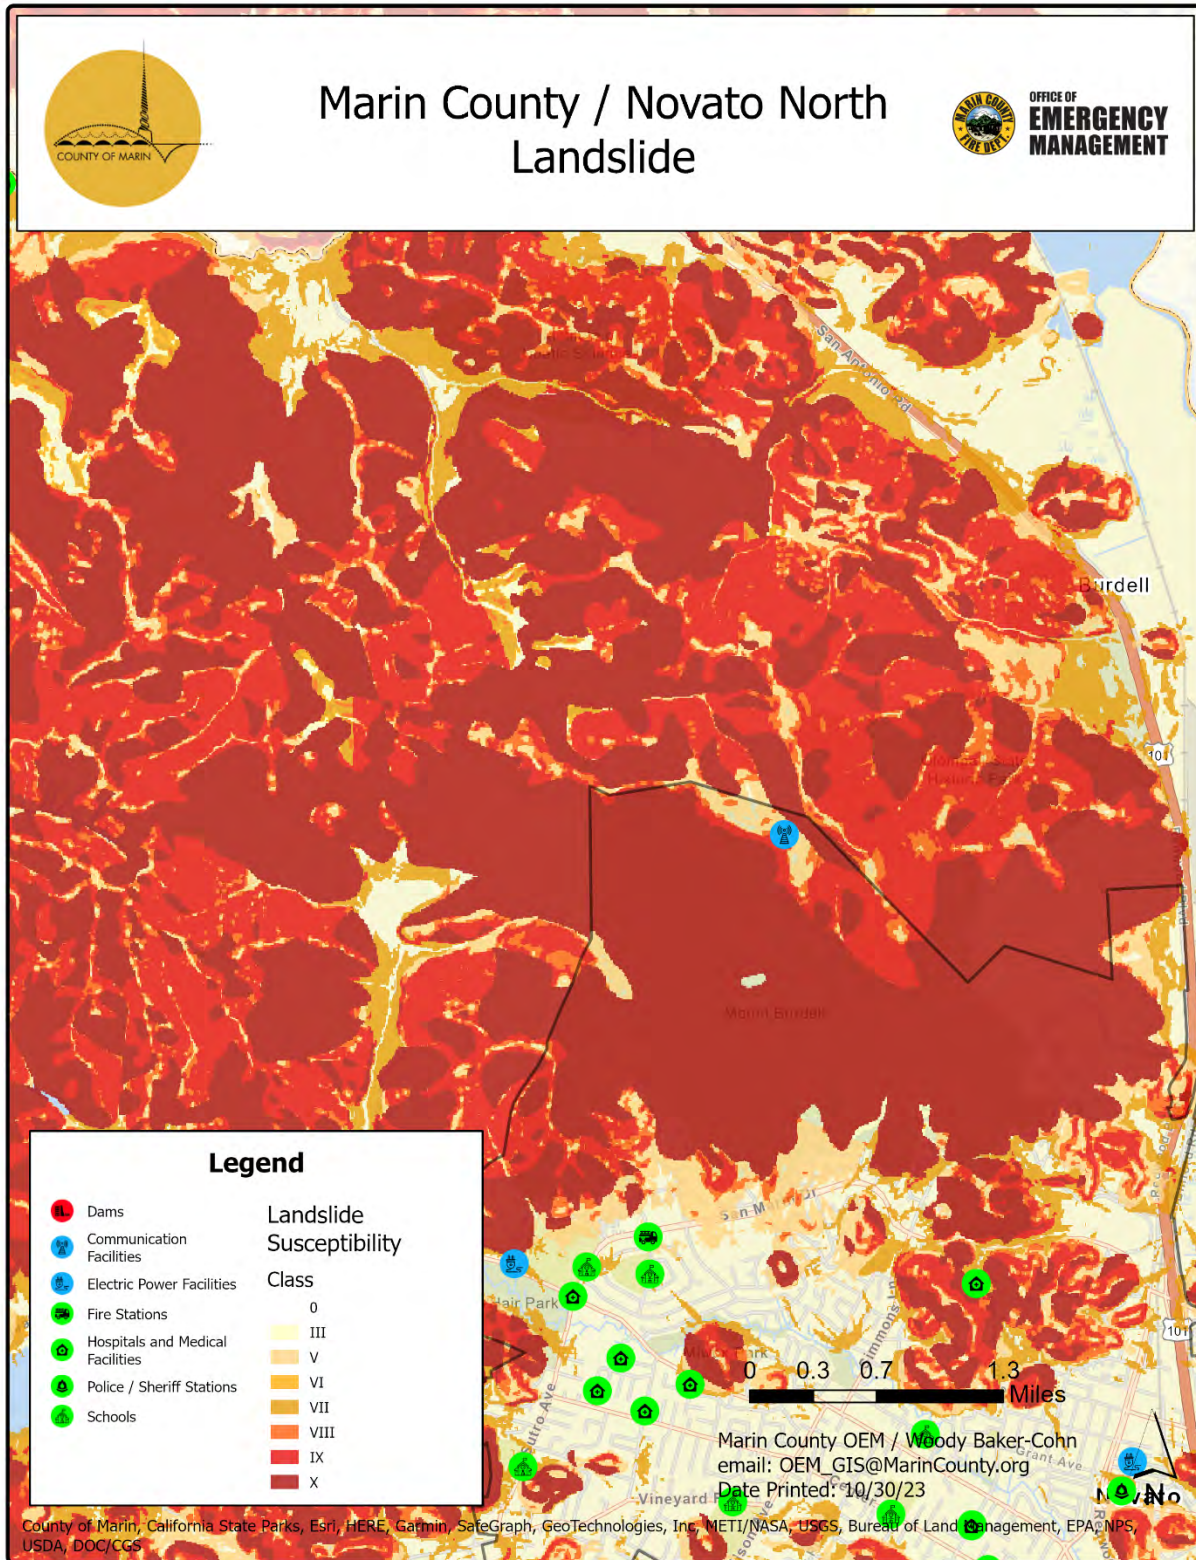 Marin County / Novato North
Landslide
COUNTY OF MARIN
MARIN COUNTY
FIRE DEPT.
OFFICE OF
EMERGENCY
MANAGEMENT
San Antonio Rd
Burdell
101
Olompali State
Historic Park
Mount Burdell
San Marin Dr
Simmons Ln
Sutro Ave
101
0 0.3 0.7 1.3
Miles
Grant Ave
Vineyard
Novato
N
Legend
Dams
Communication
Facilities
Electric Power Facilities
Fire Stations
Hospitals and Medical
Facilities
Police / Sheriff Stations
Schools
Landslide
Susceptibility
Class
0
III
V
VI
VII
VIII
IX
X
Marin County OEM / Woody Baker-Cohn
email: OEM_GIS@MarinCounty.org
Date Printed: 10/30/23
County of Marin, California State Parks, Esri, HERE, Garmin, SafeGraph, GeoTechnologies, Inc, METI/NASA, USGS, Bureau of Land Management, EPA, NPS,
USDA, DOC/CGS